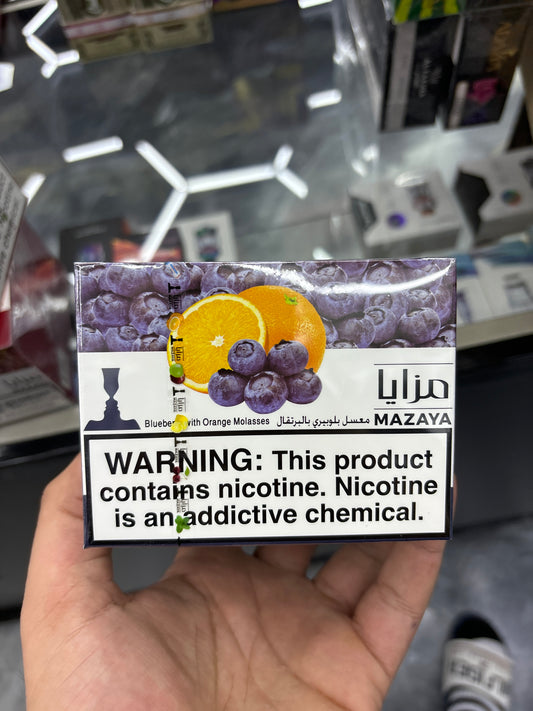 مزايا
MAZAYA
Blueberry with Orange Molasses معسل بلوبيري بالبرتقال
WARNING: This product
contains nicotine. Nicotine
is an addictive chemical.